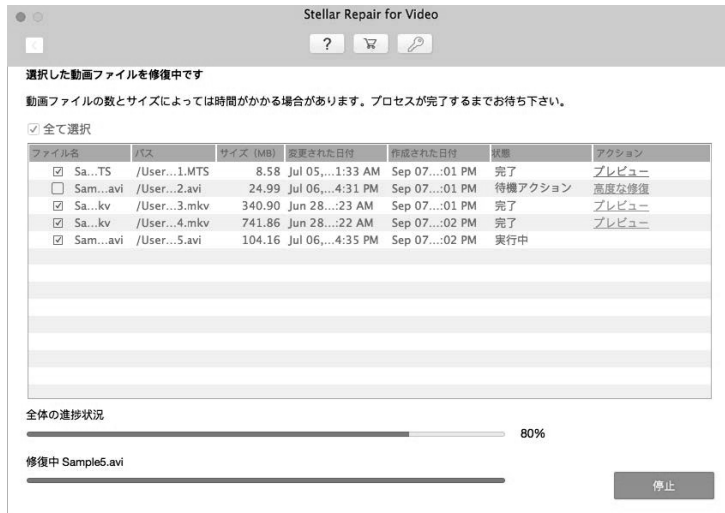 Stellar Repair for Video
?
選択した動画ファイルを修復中です
動画ファイルの数とサイズによっては時間がかかる場合があります。プロセスが完了するまでお待ち下さい。
全て選択
ファイル名 パス サイズ (MB) 変更された日付 作成された日付 状態 アクション
Sa...TS /User...1.MTS 8.58 Jul 05,...1:33 AM Sep 07...:01 PM 完了 プレビュー
Sam...avi /User...2.avi 24.99 Jul 06,...4:31 PM Sep 07...:01 PM 待機アクション 高度な修復
Sa...kv /User...3.mkv 340.90 Jun 28...:23 AM Sep 07...:01 PM 完了 プレビュー
Sa...kv /User...4.mkv 741.86 Jun 28...:22 AM Sep 07...:02 PM 完了 プレビュー
Sam...avi /User...5.avi 104.16 Jul 06,...4:35 PM Sep 07...:02 PM 実行中
全体の進捗状況
80%
修復中 Sample5.avi
停止